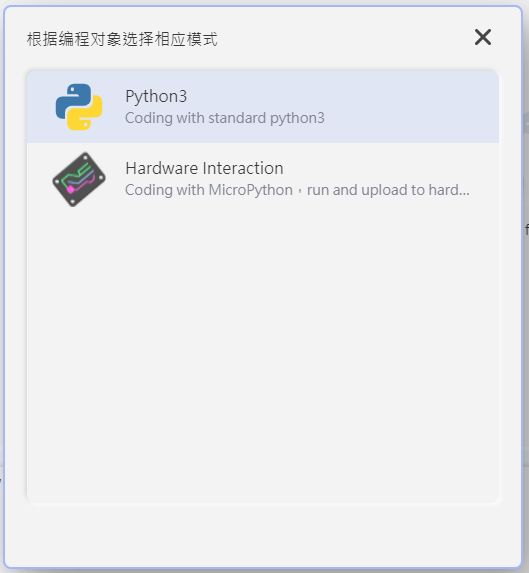 根据编程对象选择相应模式
Python3
Coding with standard python3
Hardware Interaction
Coding with MicroPython，run and upload to hard...